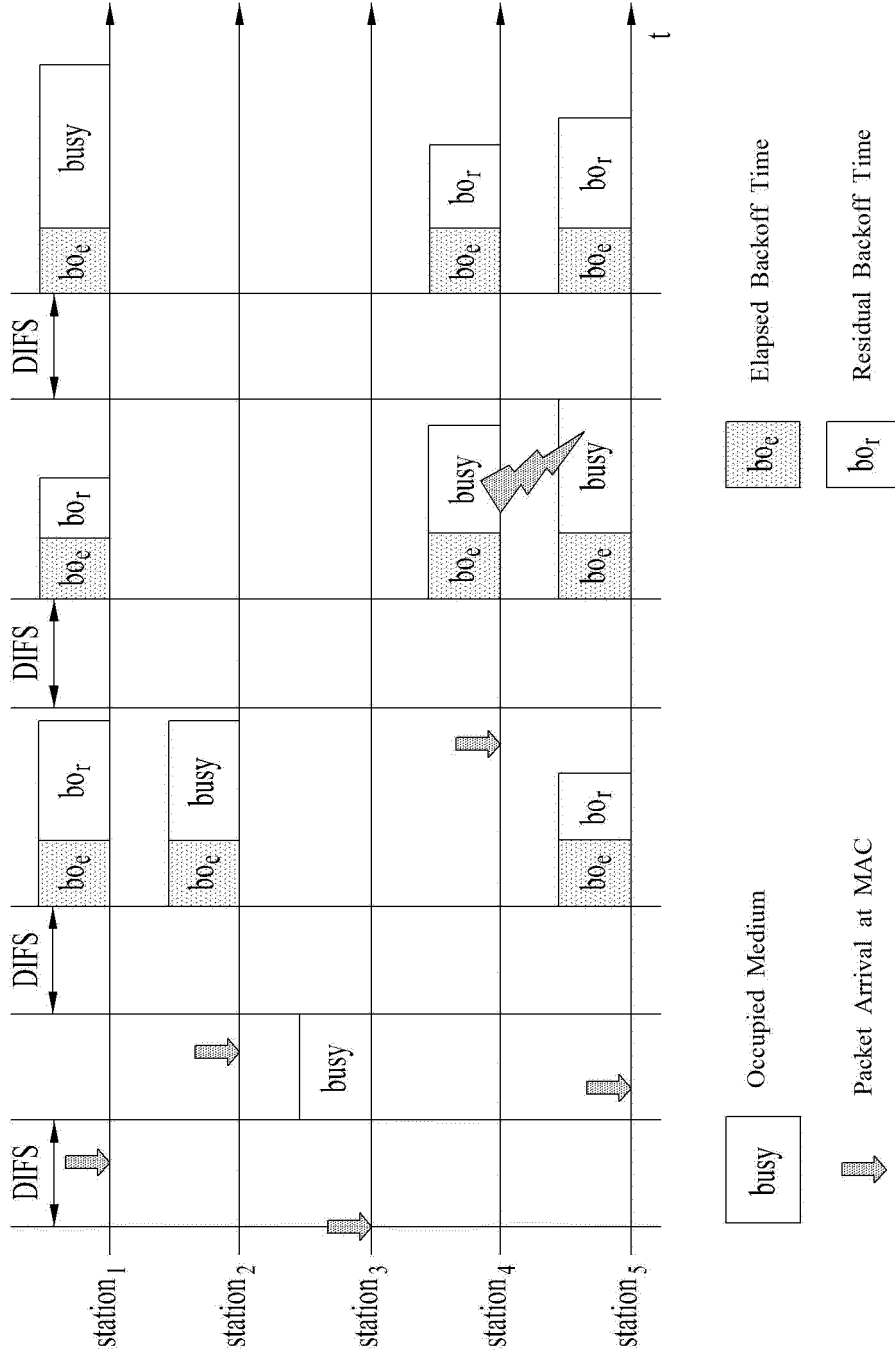 DIFS
DIFS
DIFS
DIFS
station1
boe
bor
boe
bor
boe
busy
station2
boe
busy
station3
busy
station4
boe
busy
boe
bor
station5
boe
bor
boe
busy
boe
bor
t
busy Occupied Medium
boe Elapsed Backoff Time
Packet Arrival at MAC
bor Residual Backoff Time